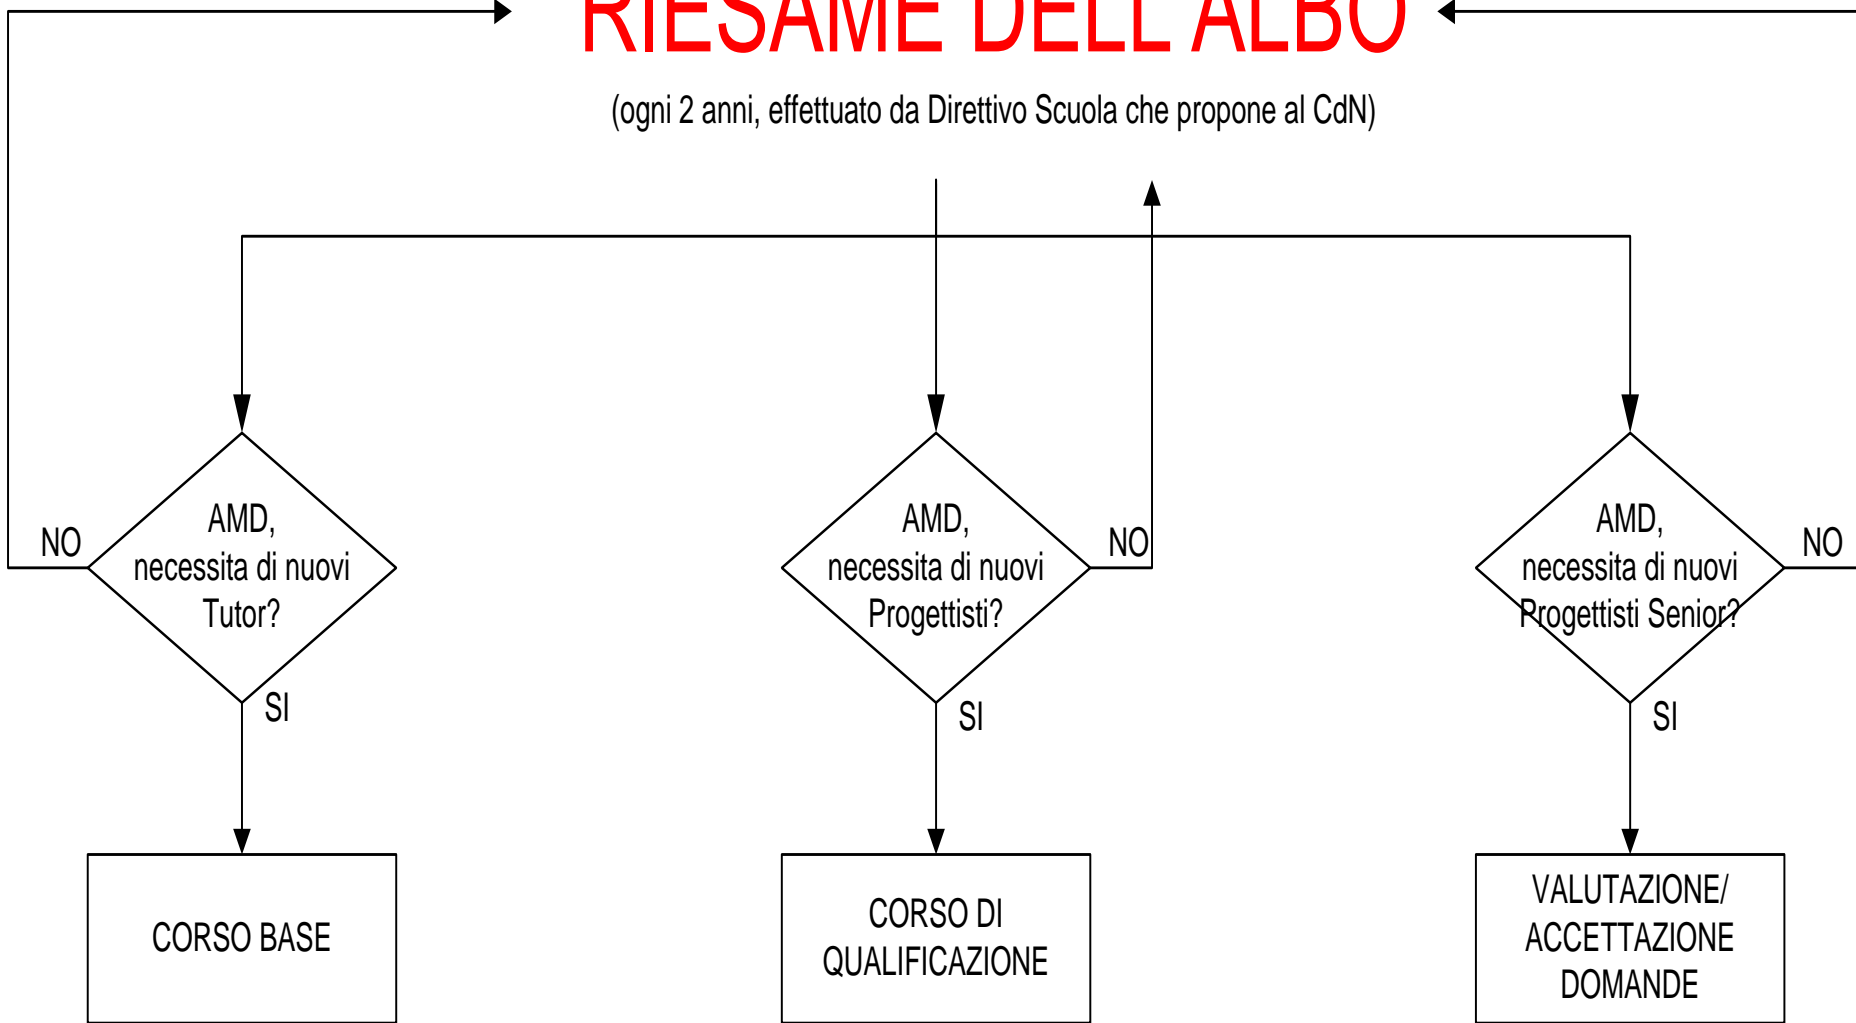 RIESAME DELL'ALBO
(ogni 2 anni, effettuato da Direttivo Scuola che propone al CdN)
AMD,
necessita di nuovi
Tutor?
NO
SI
AMD,
necessita di nuovi
Progettisti?
NO
SI
AMD,
necessita di nuovi
Progettisti Senior?
NO
SI
CORSO BASE
CORSO DI
QUALIFICAZIONE
VALUTAZIONE/
ACCETTAZIONE
DOMANDE